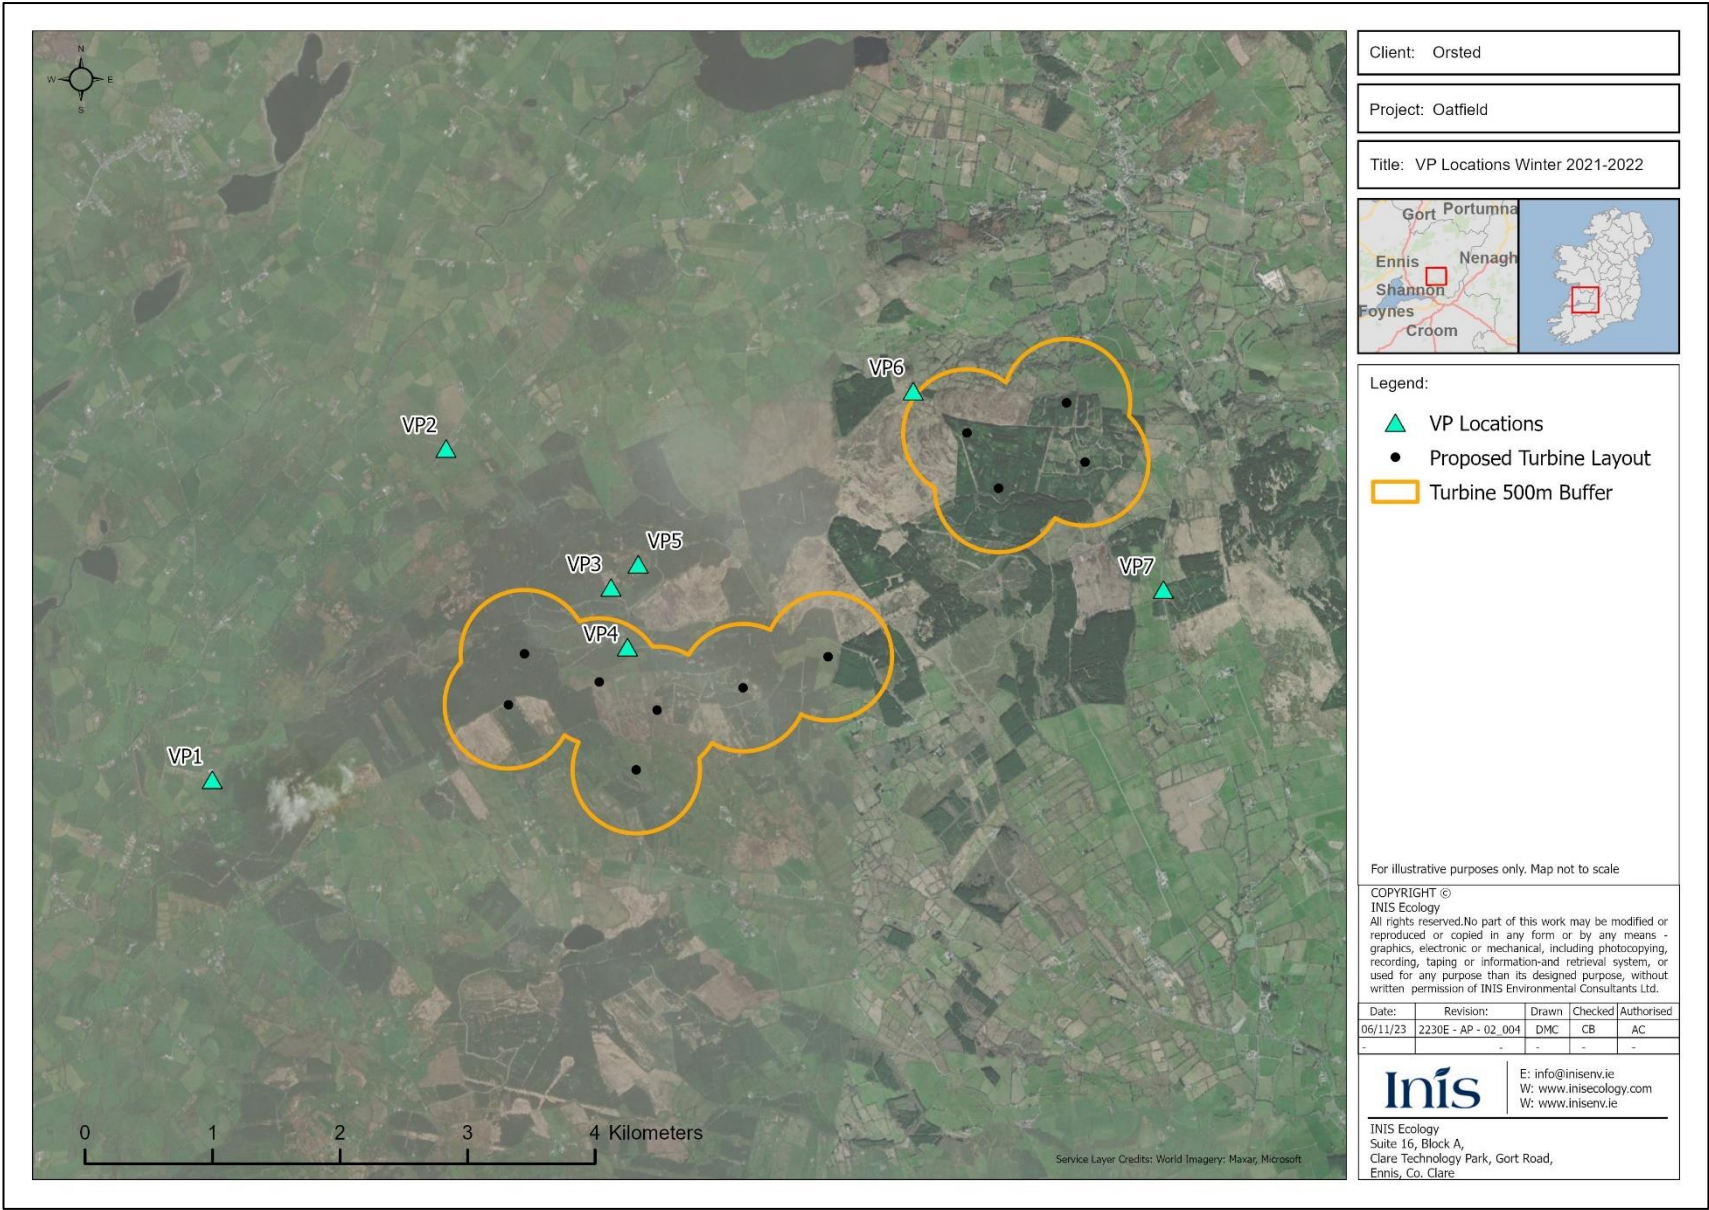 N
W E
S
VP6
VP2
VP5
VP3
VP7
VP4
VP1
0 1 2 3 4 Kilometers
Service Layer Credits: World Imagery: Maxar, Microsoft
Client: Orsted
Project: Oatfield
Title: VP Locations Winter 2021-2022
Gort Portumna
Ennis Nenagh
Shannon
Foynes
Croom
Legend:
VP Locations
Proposed Turbine Layout
Turbine 500m Buffer
For illustrative purposes only. Map not to scale
COPYRIGHT ©
INIS Ecology
All rights reserved.No part of this work may be modified or
reproduced or copied in any form or by any means -
graphics, electronic or mechanical, including photocopying,
recording, taping or information-and retrieval system, or
used for any purpose than its designed purpose, without
written permission of INIS Environmental Consultants Ltd.
Date: Revision: Drawn Checked Authorised
06/11/23 2230E - AP - 02_004 DMC CB AC
- - - - -
Inis
E: info@inisenv.ie
W: www.inisecology.com
W: www.inisenv.ie
INIS Ecology
Suite 16, Block A,
Clare Technology Park, Gort Road,
Ennis, Co. Clare